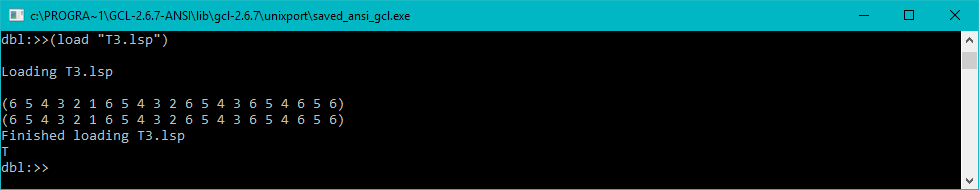 c:\PROGRA~1\GCL-2.6.7-ANSI\lib\gcl-2.6.7\unixport\saved_ansi_gcl.exe
dbl:>>(load "T3.lsp")
Loading T3.lsp
(6 5 4 3 2 1 6 5 4 3 2 6 5 4 3 6 5 4 6 5 6)
(6 5 4 3 2 1 6 5 4 3 2 6 5 4 3 6 5 4 6 5 6)
Finished loading T3.lsp
T
dbl:>>